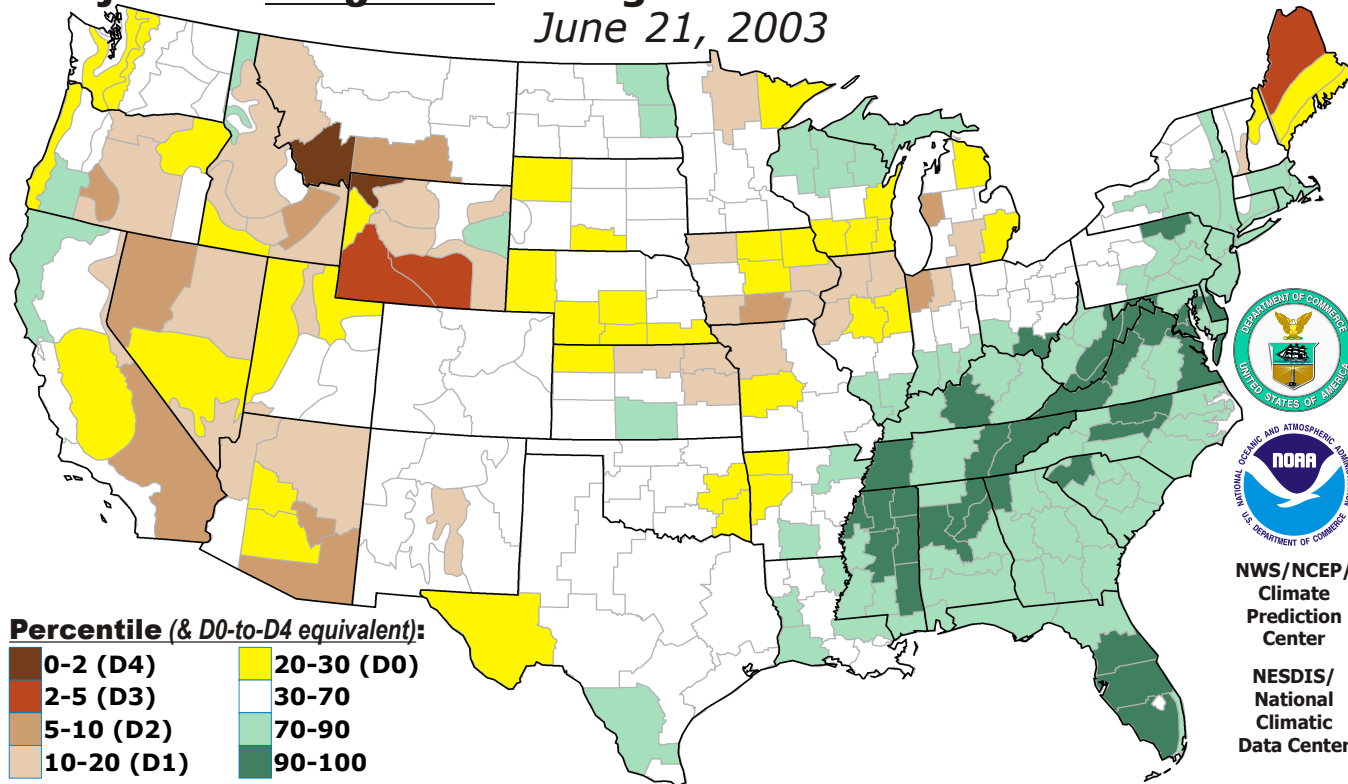 June 21, 2003
DEPARTMENT OF COMMERCE
UNITED STATES OF AMERICA
NATIONAL OCEANIC AND ATMOSPHERIC
NOAA
U.S. DEPARTMENT OF COMMERCE
NWS/NCEP/
Climate
Prediction
Center
NESDIS/
National
Climatic
Data Center
Percentile (& D0-to-D4 equivalent):
0-2 (D4)
2-5 (D3)
5-10 (D2)
10-20 (D1)
20-30 (D0)
30-70
70-90
90-100